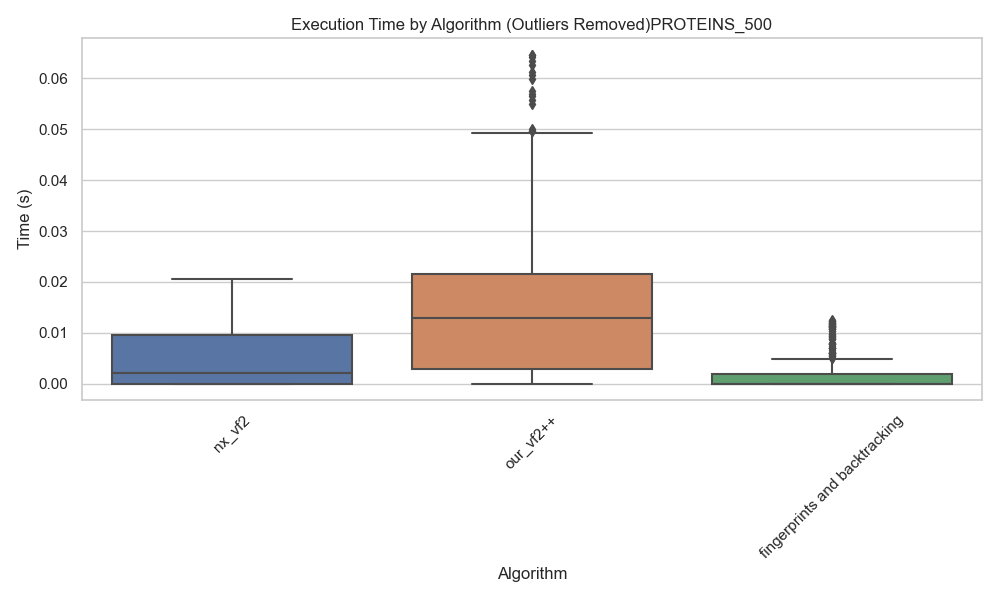 Execution Time by Algorithm (Outliers Removed)PROTEINS_500
Time (s)
0.06
0.05
0.04
0.03
0.02
0.01
0.00
nx_vf2
our_vf2++
fingerprints and backtracking
Algorithm